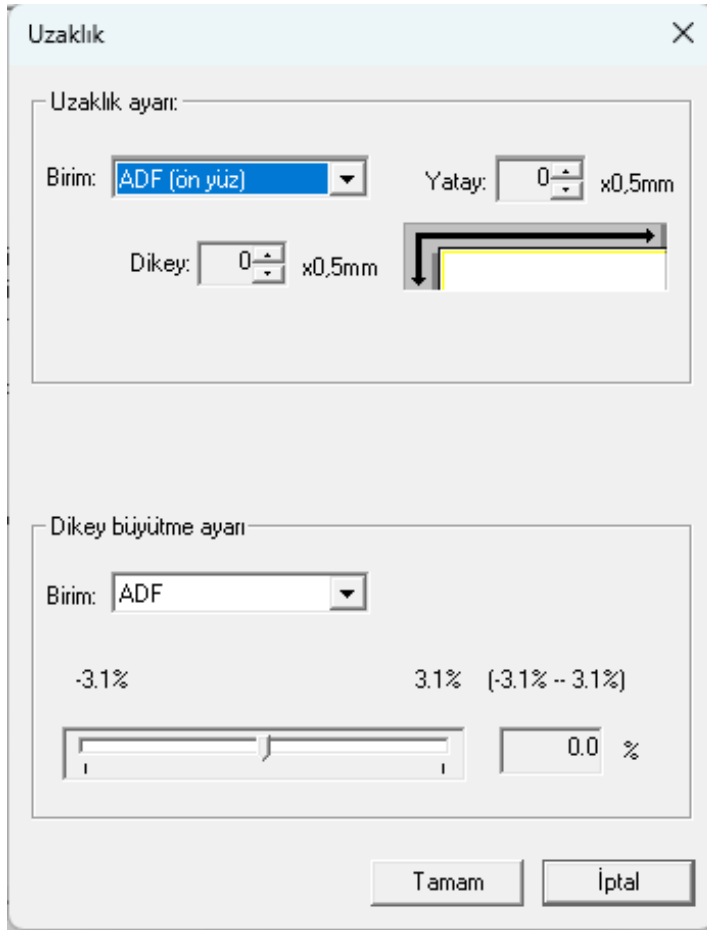 Uzaklık
Uzaklık ayarı:
Birim: ADF (ön yüz) Yatay: 0 x0,5mm
Dikey: 0 x0,5mm
Dikey büyütme ayarı
Birim: ADF
-3.1% 3.1% (-3.1% -- 3.1%)
0.0 %
Tamam İptal